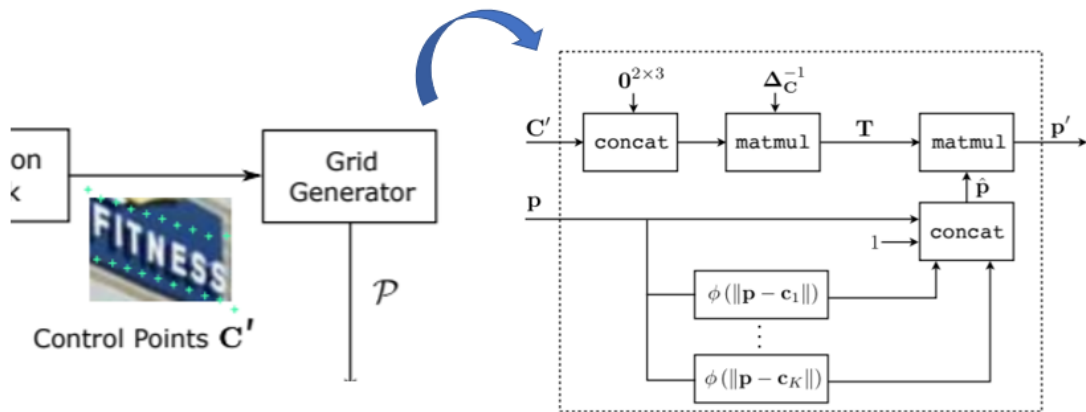 on
k
Grid
Generator
FITNESS
𝒫
Control Points C′
0^{2×3}
Δ_C^{-1}
C′
concat
matmul
T
matmul
p′
p̂
p
1
concat
ϕ(‖p − c_1‖)
⋮
ϕ(‖p − c_K‖)